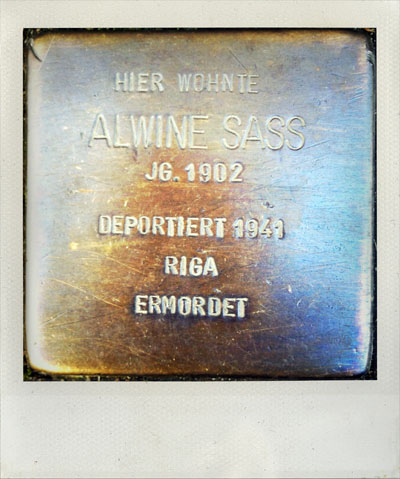 HIER WOHNTE
ALWINE SASS
JG. 1902
DEPORTIERT 1941
RIGA
ERMORDET